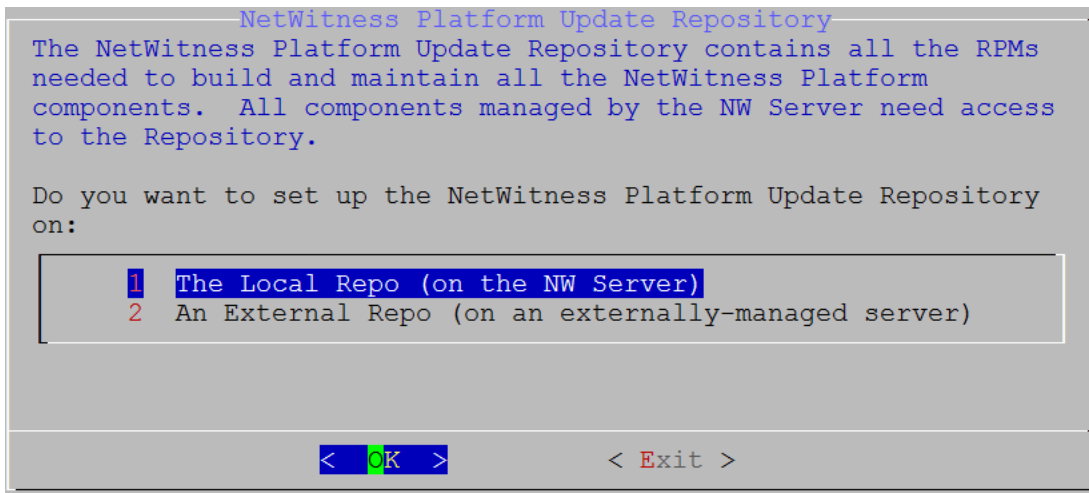 NetWitness Platform Update Repository
The NetWitness Platform Update Repository contains all the RPMs
needed to build and maintain all the NetWitness Platform
components.  All components managed by the NW Server need access
to the Repository.
Do you want to set up the NetWitness Platform Update Repository
on:
1  The Local Repo (on the NW Server)
2  An External Repo (on an externally-managed server)
<  OK  >          < Exit >